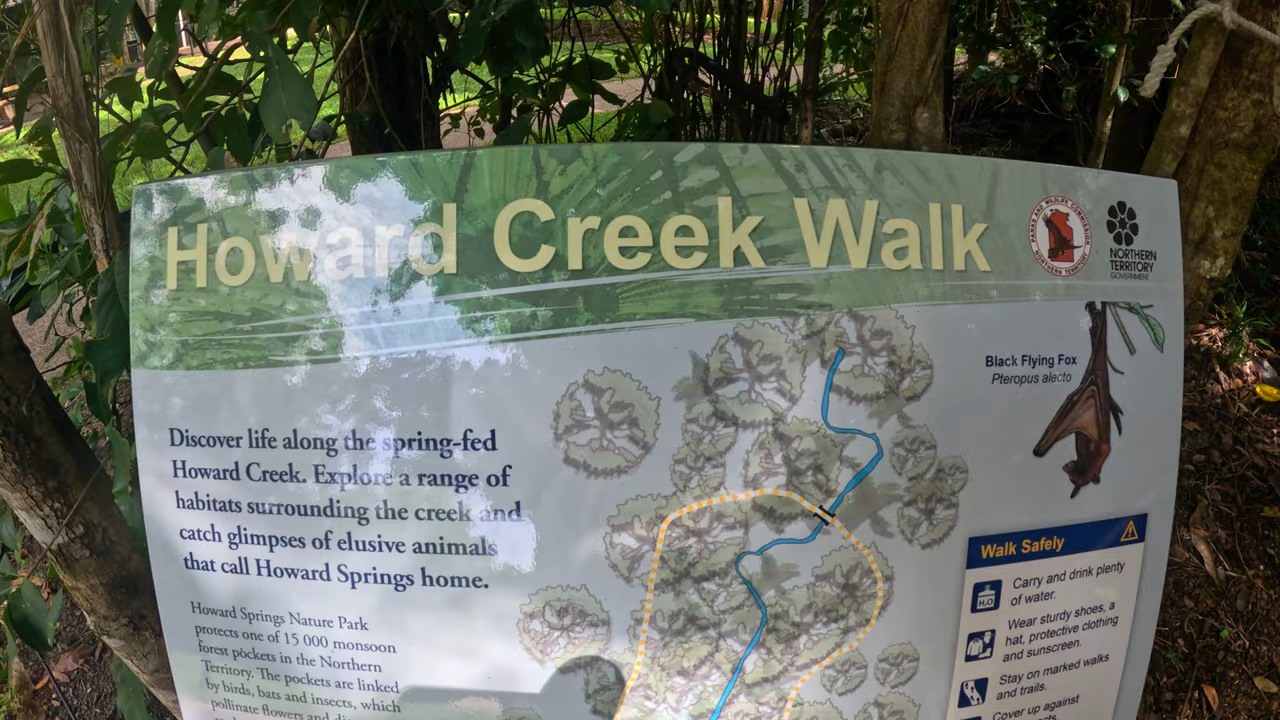 Howard Creek Walk
PARKS AND WILDLIFE COMMISSION
NORTHERN TERRITORY
NORTHERN
TERRITORY
GOVERNMENT
Black Flying Fox
Pteropus alecto
Discover life along the spring-fed
Howard Creek. Explore a range of
habitats surrounding the creek and
catch glimpses of elusive animals
that call Howard Springs home.
Howard Springs Nature Park
protects one of 15 000 monsoon
forest pockets in the Northern
Territory. The pockets are linked
by birds, bats and insects, which
pollinate flowers and
Walk Safely
H2O
Carry and drink plenty
of water.
Wear sturdy shoes, a
hat, protective clothing
and sunscreen.
Stay on marked walks
and trails.
Cover up against